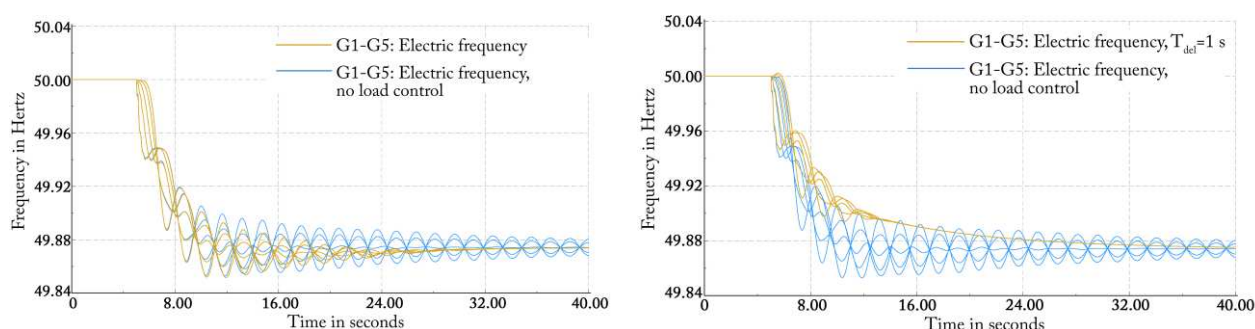 50.04
G1-G5: Electric frequency
G1-G5: Electric frequency,
no load control
50.00
49.96
49.92
49.88
49.84
0
8.00
16.00
24.00
32.00
40.00
Frequency in Hertz
Time in seconds
50.04
G1-G5: Electric frequency, T_del=1 s
G1-G5: Electric frequency,
no load control
50.00
49.96
49.92
49.88
49.84
0
8.00
16.00
24.00
32.00
40.00
Frequency in Hertz
Time in seconds